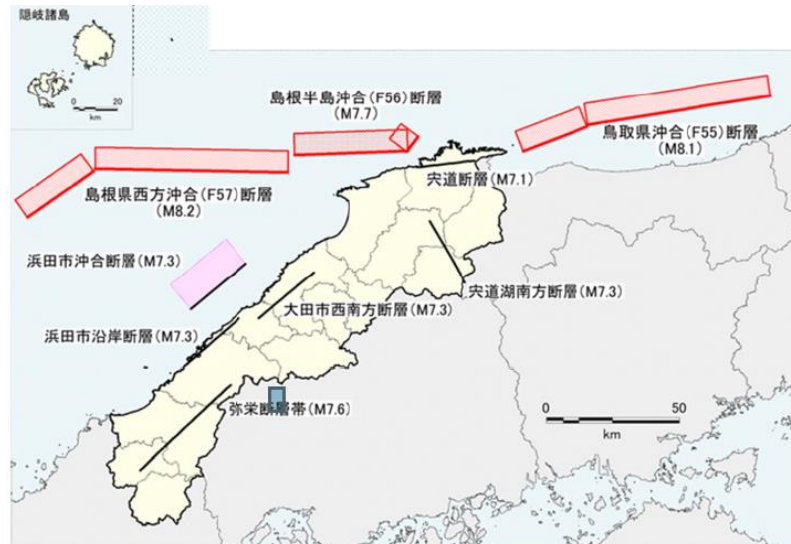 隠岐諸島
0 20
km
島根半島沖合(F56)断層
(M7.7)
鳥取県沖合(F55)断層
(M8.1)
宍道断層(M7.1)
島根県西方沖合(F57)断層
(M8.2)
浜田市沖合断層(M7.3)
宍道湖南方断層(M7.3)
大田市西南方断層(M7.3)
浜田市沿岸断層(M7.3)
弥栄断層帯(M7.6)
0 50
km